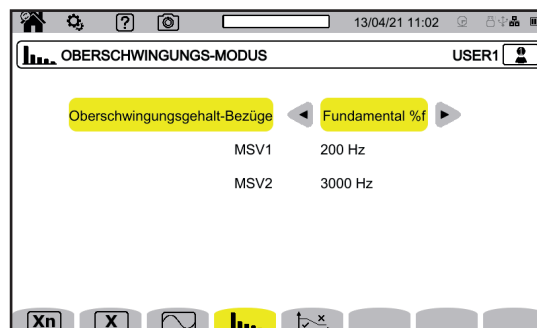 ? 13/04/21 11:02
OBERSCHWINGUNGS-MODUS USER1
Oberschwingungsgehalt-Bezüge Fundamental %f
MSV1 200 Hz
MSV2 3000 Hz
Xn X